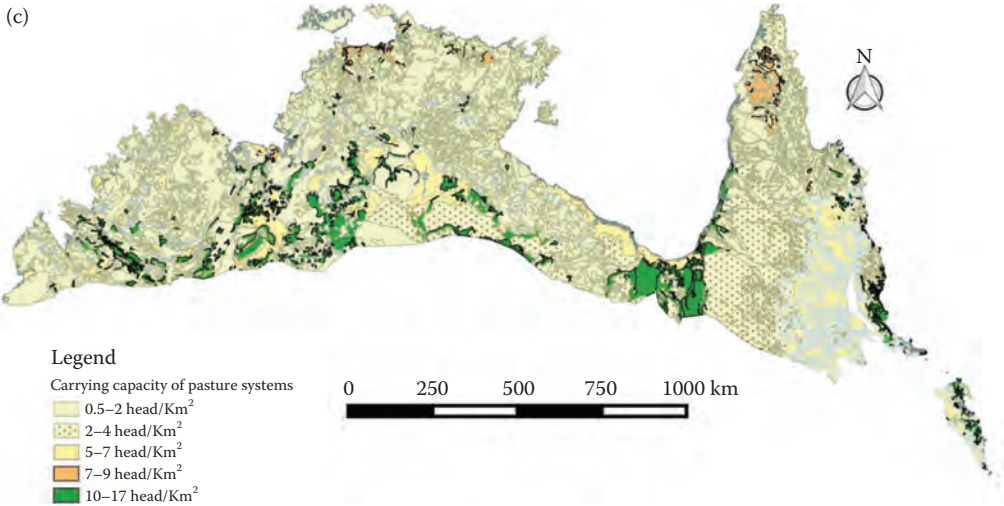 (c)
N
Legend
Carrying capacity of pasture systems
0.5–2 head/Km²
2–4 head/Km²
5–7 head/Km²
7–9 head/Km²
10–17 head/Km²
0 250 500 750 1000 km